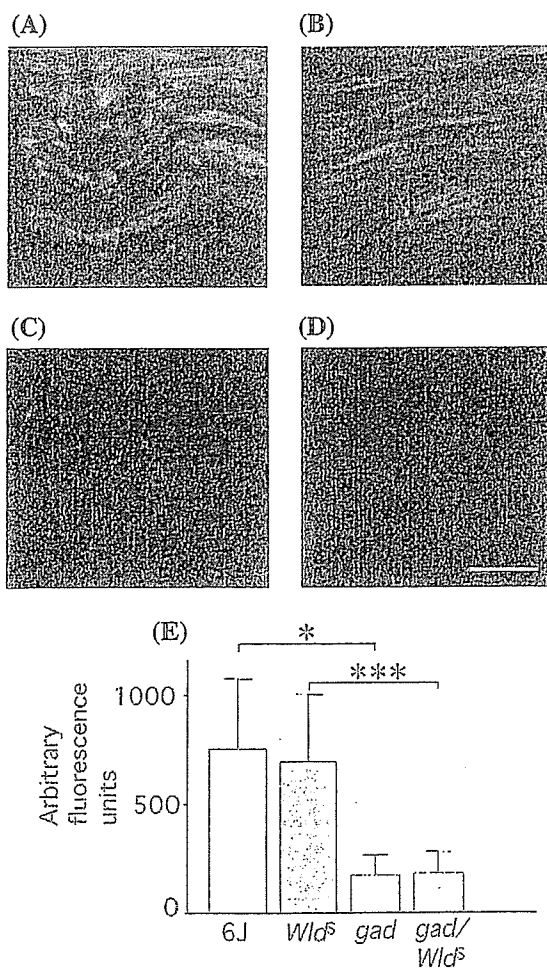 (A) (B)
(C) (D)
(E)
* 
***
Arbitrary
fluorescence
units
1000
500
0
6J Wldˢ gad gad/
Wldˢ